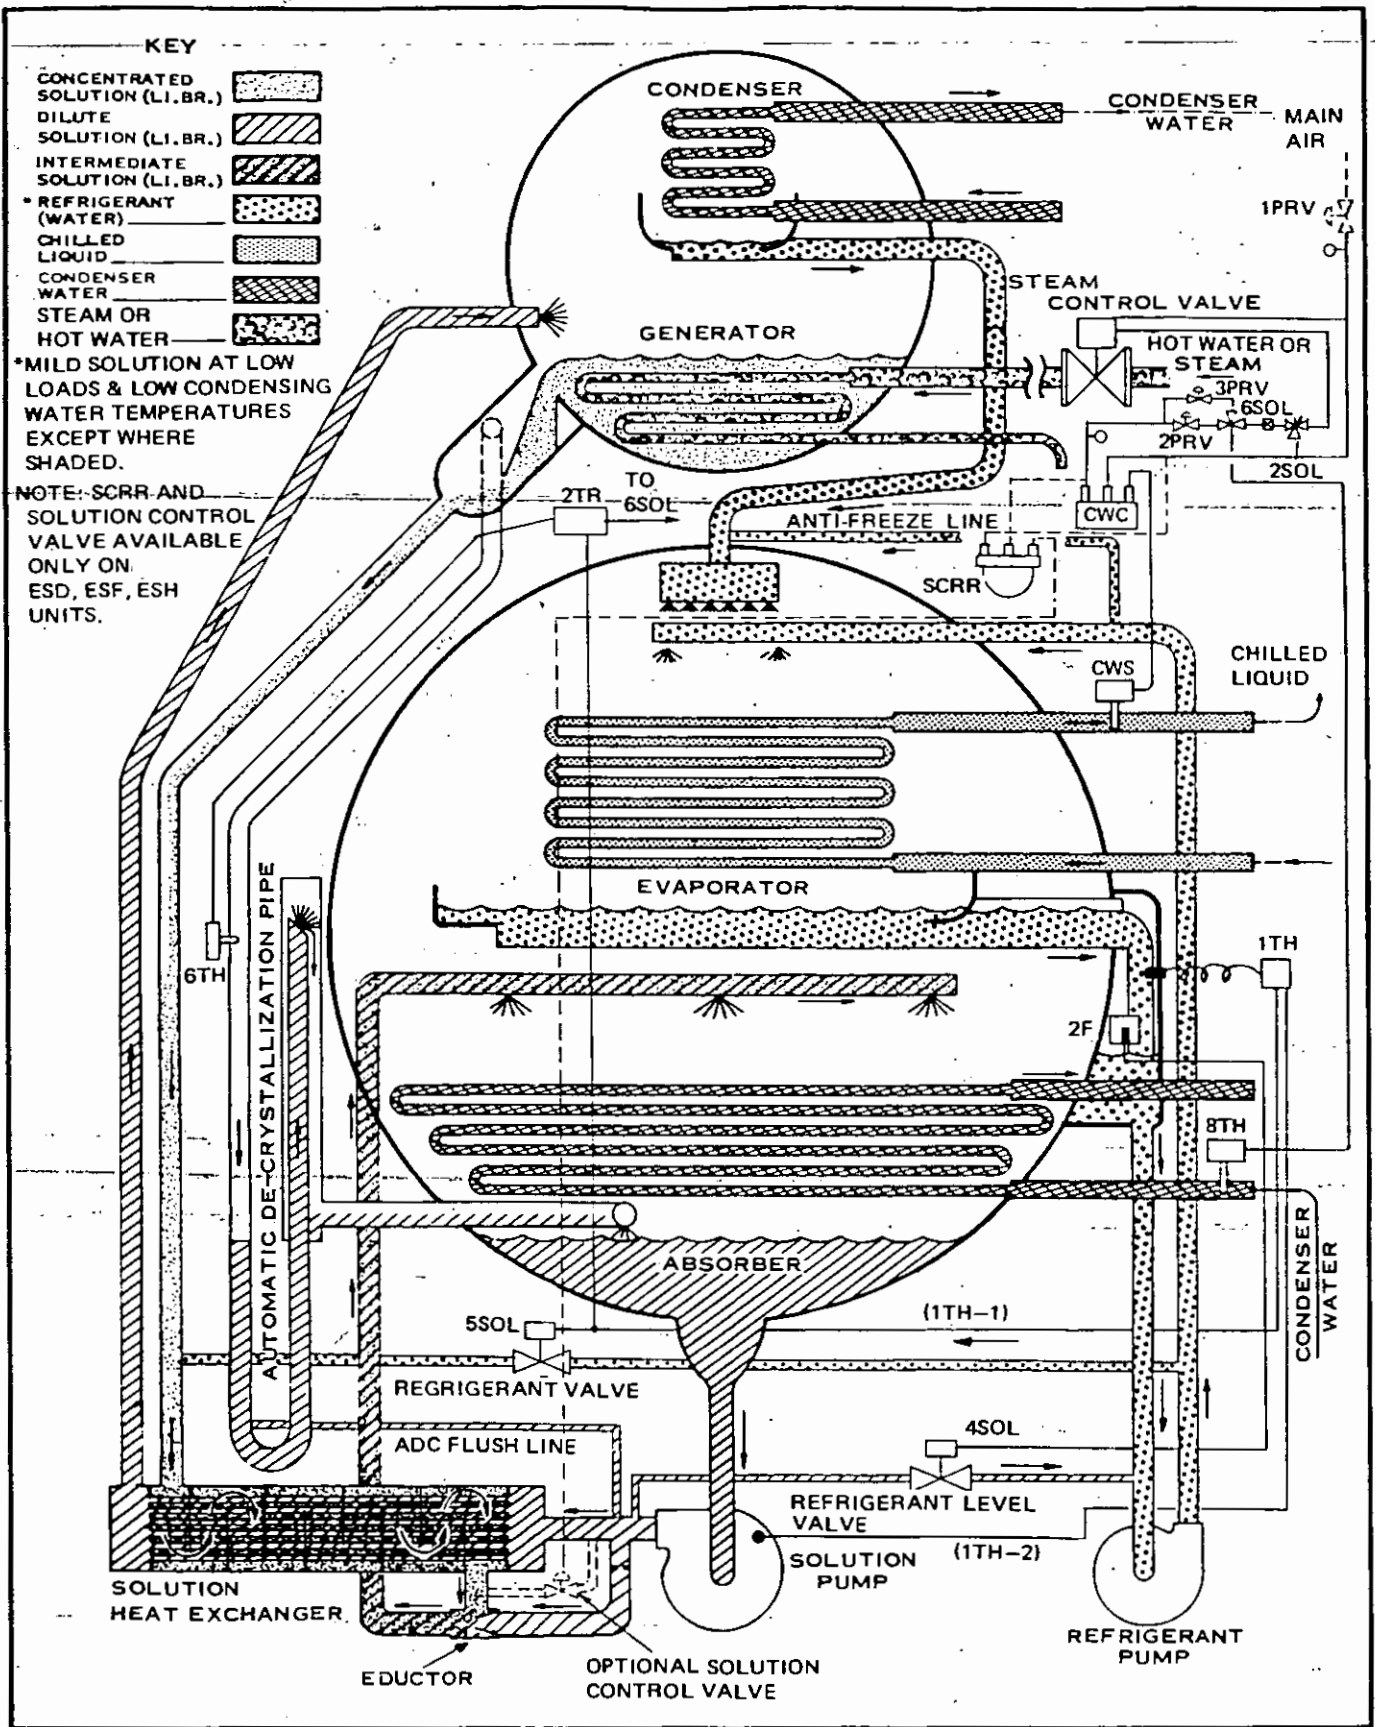 KEY
CONCENTRATED
SOLUTION (LI.BR.)
DILUTE
SOLUTION (LI.BR.)
INTERMEDIATE
SOLUTION (LI.BR.)
*REFRIGERANT
(WATER)
CHILLED
LIQUID
CONDENSER
WATER
STEAM OR
HOT WATER
*MILD SOLUTION AT LOW
LOADS & LOW CONDENSING
WATER TEMPERATURES
EXCEPT WHERE
SHADED.
NOTE: SCRR AND
SOLUTION CONTROL
VALVE AVAILABLE
ONLY ON
ESD, ESF, ESH
UNITS.
CONDENSER
CONDENSER
WATER
MAIN
AIR
1PRV
STEAM
CONTROL VALVE
GENERATOR
HOT WATER OR
STEAM
3PRV
6SOL
2PRV
2SOL
TO
6SOL
2TR
ANTI-FREEZE LINE
CWC
SCRR
CHILLED
LIQUID
CWS
EVAPORATOR
6TH
AUTOMATIC DE-CRYSTALLIZATION PIPE
1TH
2F
8TH
CONDENSER
WATER
ABSORBER
5SOL
(1TH-1)
REGRIGERANT VALVE
ADC FLUSH LINE
4SOL
REFRIGERANT LEVEL
VALVE
(1TH-2)
SOLUTION
PUMP
SOLUTION
HEAT EXCHANGER
REFRIGERANT
PUMP
EDUCTOR
OPTIONAL SOLUTION
CONTROL VALVE